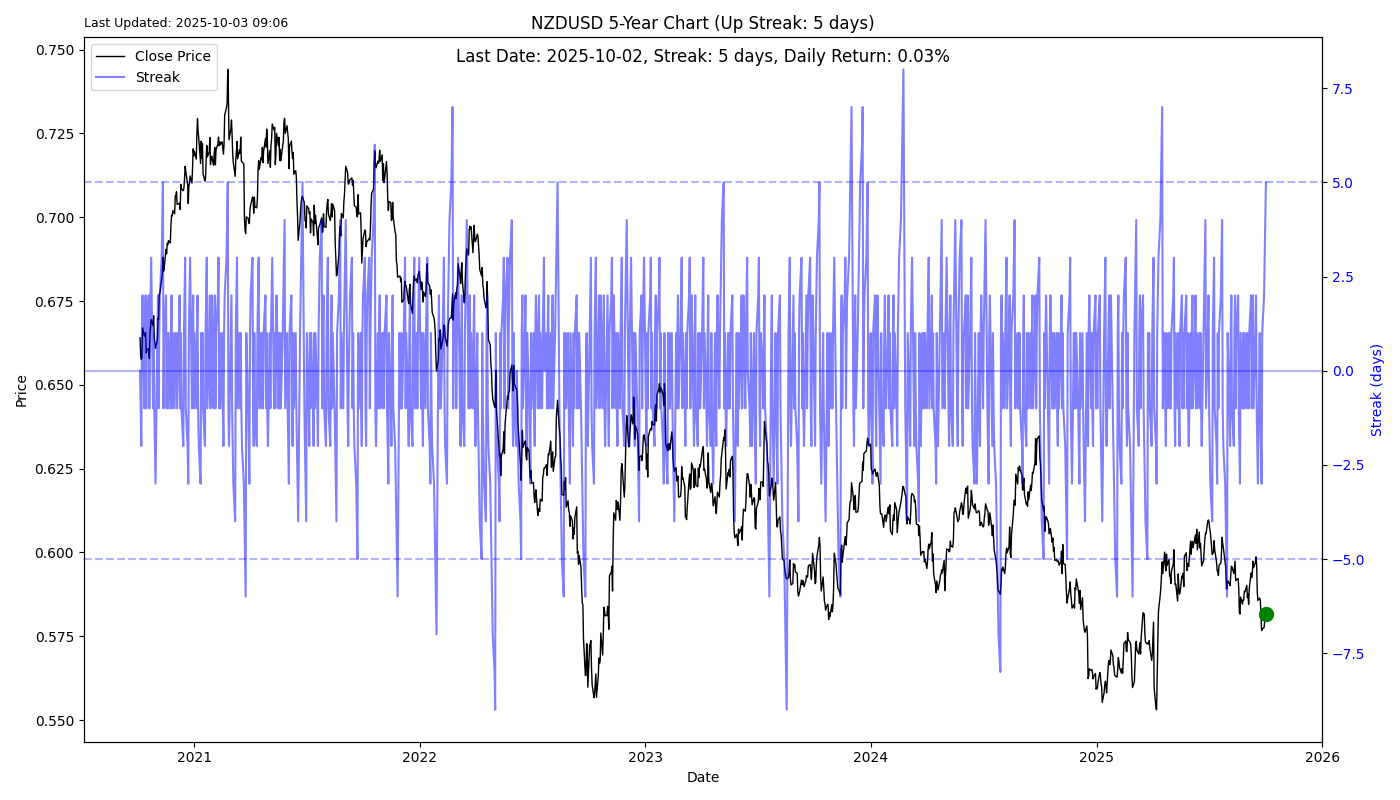 Last Updated: 2025-10-03 09:06
NZDUSD 5-Year Chart (Up Streak: 5 days)
Last Date: 2025-10-02, Streak: 5 days, Daily Return: 0.03%
Close Price
Streak
Price
0.750
0.725
0.700
0.675
0.650
0.625
0.600
0.575
0.550
7.5
5.0
2.5
0.0
−2.5
−5.0
−7.5
Streak (days)
2021
2022
2023
2024
2025
2026
Date